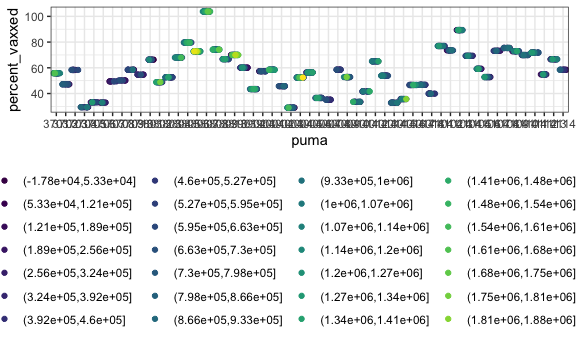 percent_vaxxed
100
80
60
40
puma
(-1.78e+04,5.33e+04] (4.6e+05,5.27e+05] (9.33e+05,1e+06] (1.41e+06,1.48e+06]
(5.33e+04,1.21e+05] (5.27e+05,5.95e+05] (1e+06,1.07e+06] (1.48e+06,1.54e+06]
(1.21e+05,1.89e+05] (5.95e+05,6.63e+05] (1.07e+06,1.14e+06] (1.54e+06,1.61e+06]
(1.89e+05,2.56e+05] (6.63e+05,7.3e+05] (1.14e+06,1.2e+06] (1.61e+06,1.68e+06]
(2.56e+05,3.24e+05] (7.3e+05,7.98e+05] (1.2e+06,1.27e+06] (1.68e+06,1.75e+06]
(3.24e+05,3.92e+05] (7.98e+05,8.66e+05] (1.27e+06,1.34e+06] (1.75e+06,1.81e+06]
(3.92e+05,4.6e+05] (8.66e+05,9.33e+05] (1.34e+06,1.41e+06] (1.81e+06,1.88e+06]